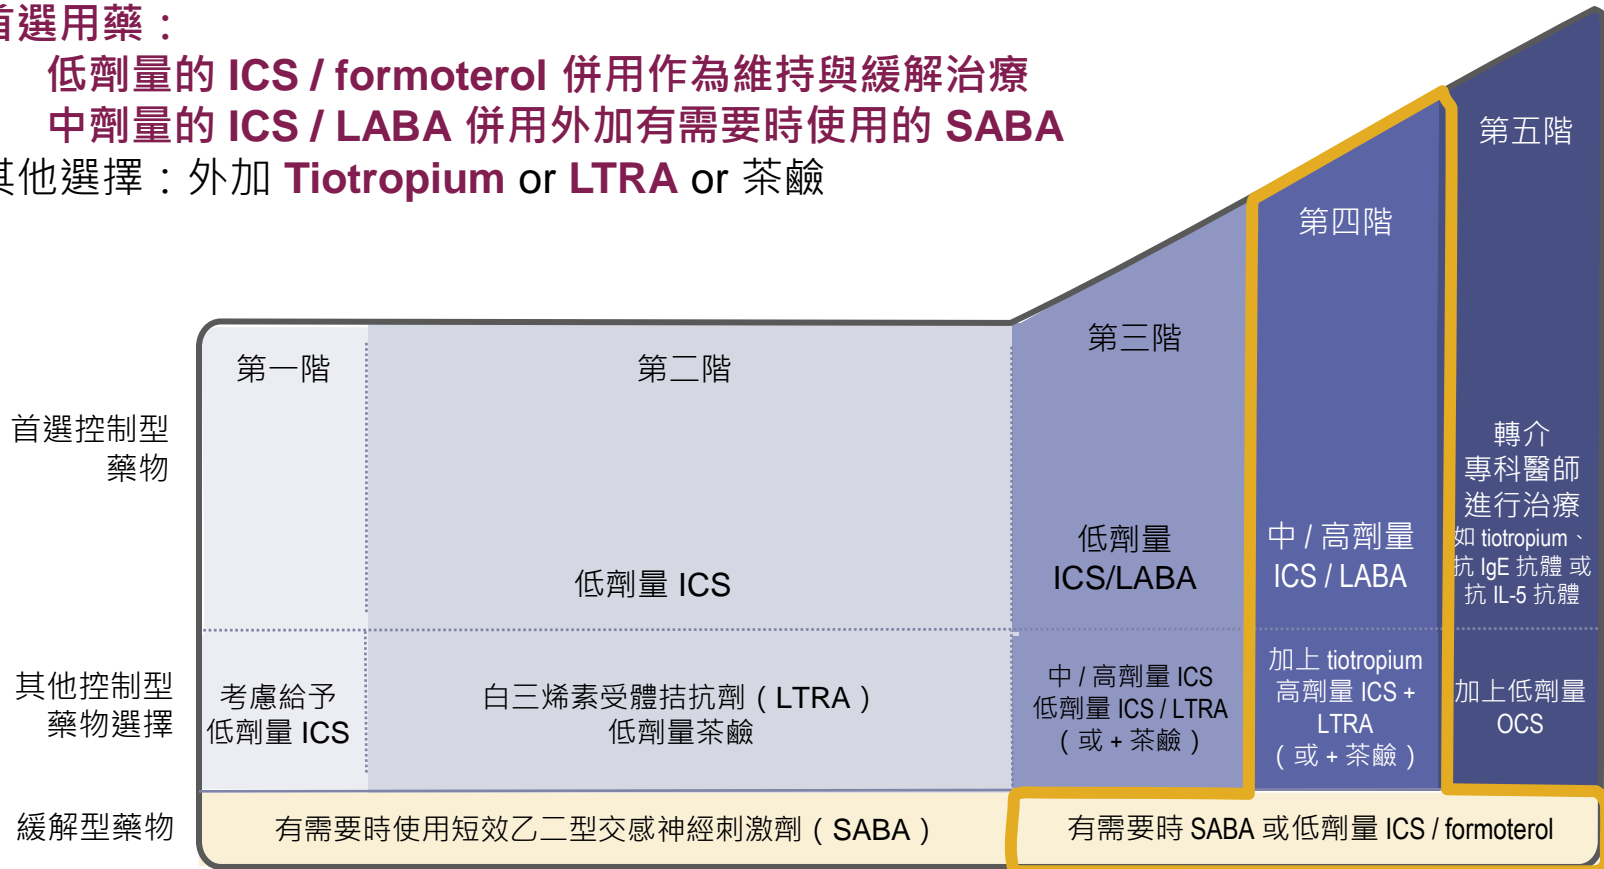 首選用藥：
低劑量的 ICS / formoterol 併用作為維持與緩解治療
中劑量的 ICS / LABA 併用外加有需要時使用的 SABA
其他選擇：外加 Tiotropium or LTRA or 茶鹼
第一階
第二階
第三階
第四階
第五階
首選控制型
藥物
低劑量 ICS
低劑量
ICS/LABA
中 / 高劑量
ICS / LABA
轉介
專科醫師
進行治療
如 tiotropium、
抗 IgE 抗體 或
抗 IL-5 抗體
其他控制型
藥物選擇
考慮給予
低劑量 ICS
白三烯素受體拮抗劑（LTRA）
低劑量茶鹼
中 / 高劑量 ICS
低劑量 ICS / LTRA
（或 + 茶鹼）
加上 tiotropium
高劑量 ICS +
LTRA
（或 + 茶鹼）
加上低劑量
OCS
緩解型藥物
有需要時使用短效乙二型交感神經刺激劑（SABA）
有需要時 SABA 或低劑量 ICS / formoterol